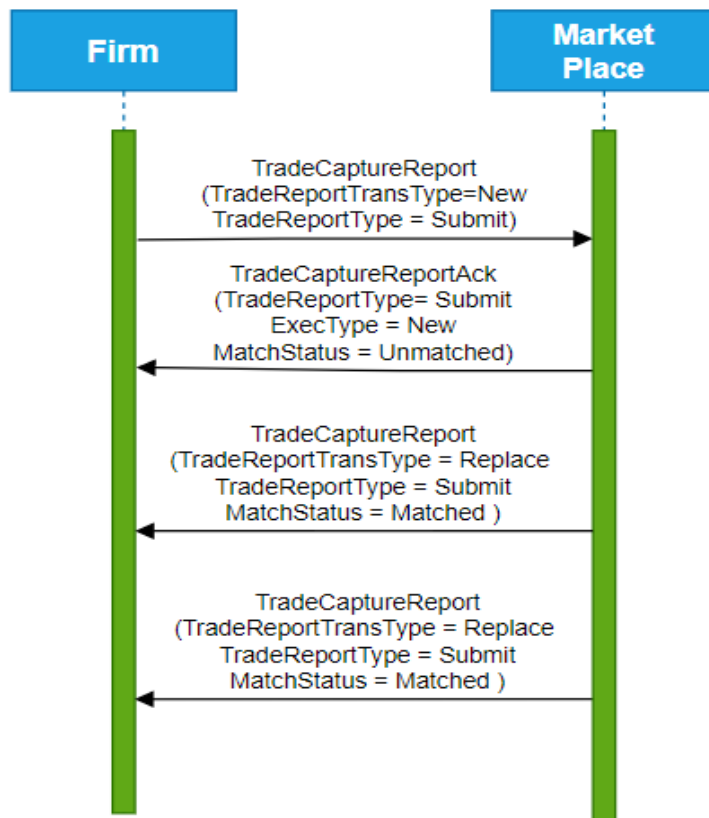 Firm
Market
Place
TradeCaptureReport
(TradeReportTransType=New
TradeReportType = Submit)
TradeCaptureReportAck
(TradeReportType= Submit
ExecType = New
MatchStatus = Unmatched)
TradeCaptureReport
(TradeReportTransType = Replace
TradeReportType = Submit
MatchStatus = Matched )
TradeCaptureReport
(TradeReportTransType = Replace
TradeReportType = Submit
MatchStatus = Matched )